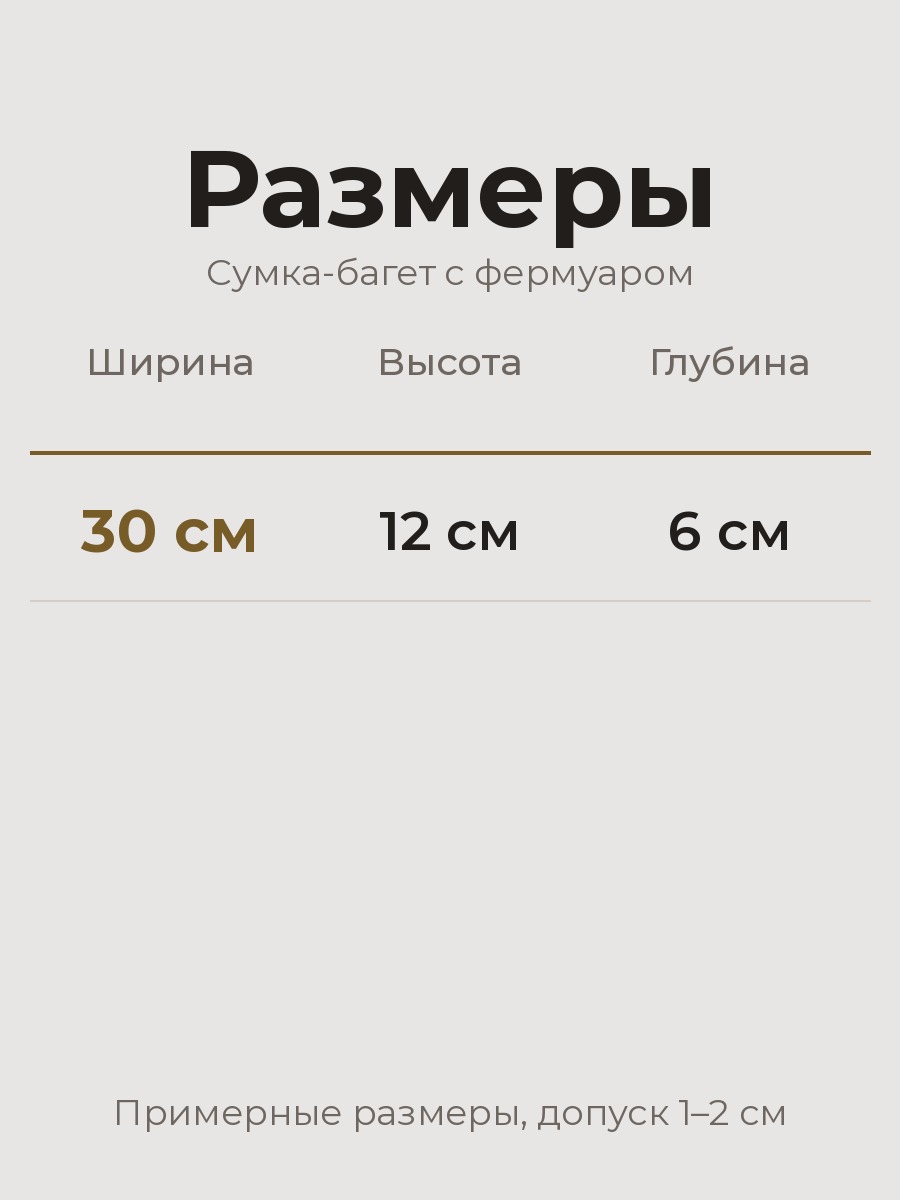 Размеры
Сумка-багет с фермуаром
Ширина Высота Глубина
30 см 12 см 6 см
Примерные размеры, допуск 1–2 см